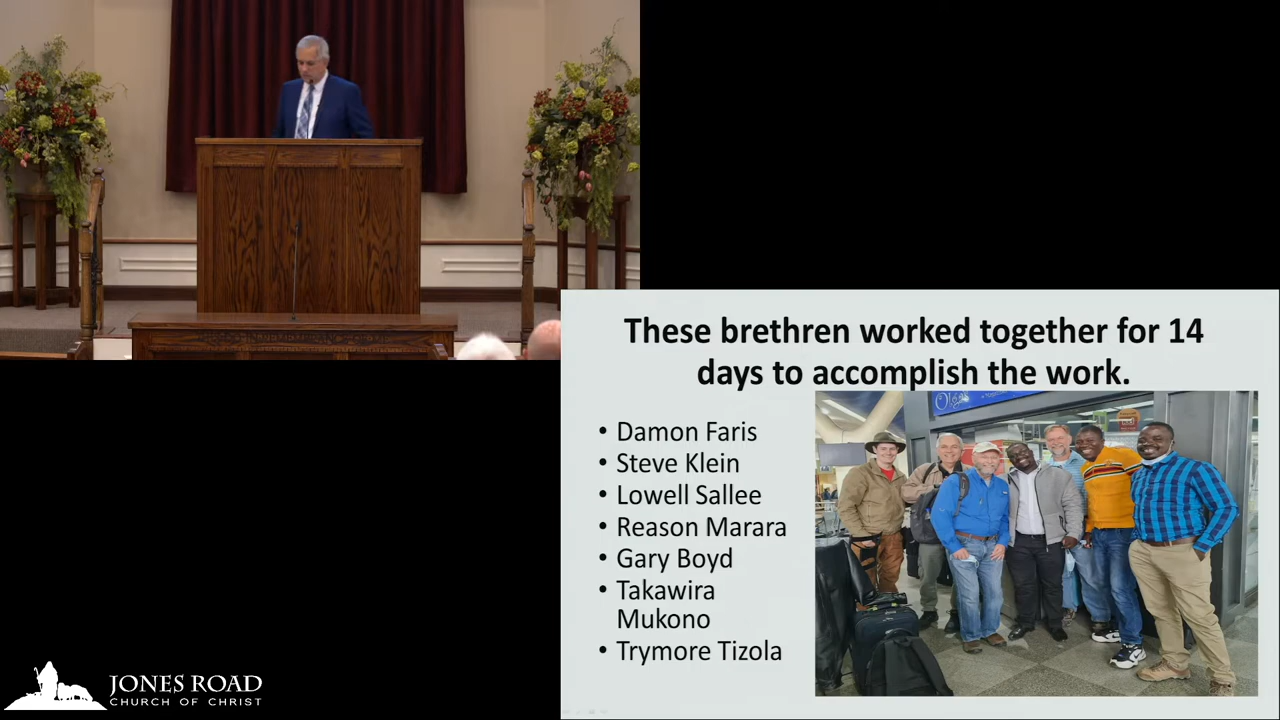 These brethren worked together for 14
days to accomplish the work.
• Damon Faris
• Steve Klein
• Lowell Sallee
• Reason Marara
• Gary Boyd
• Takawira
Mukono
• Trymore Tizola
JONES ROAD
CHURCH OF CHRIST